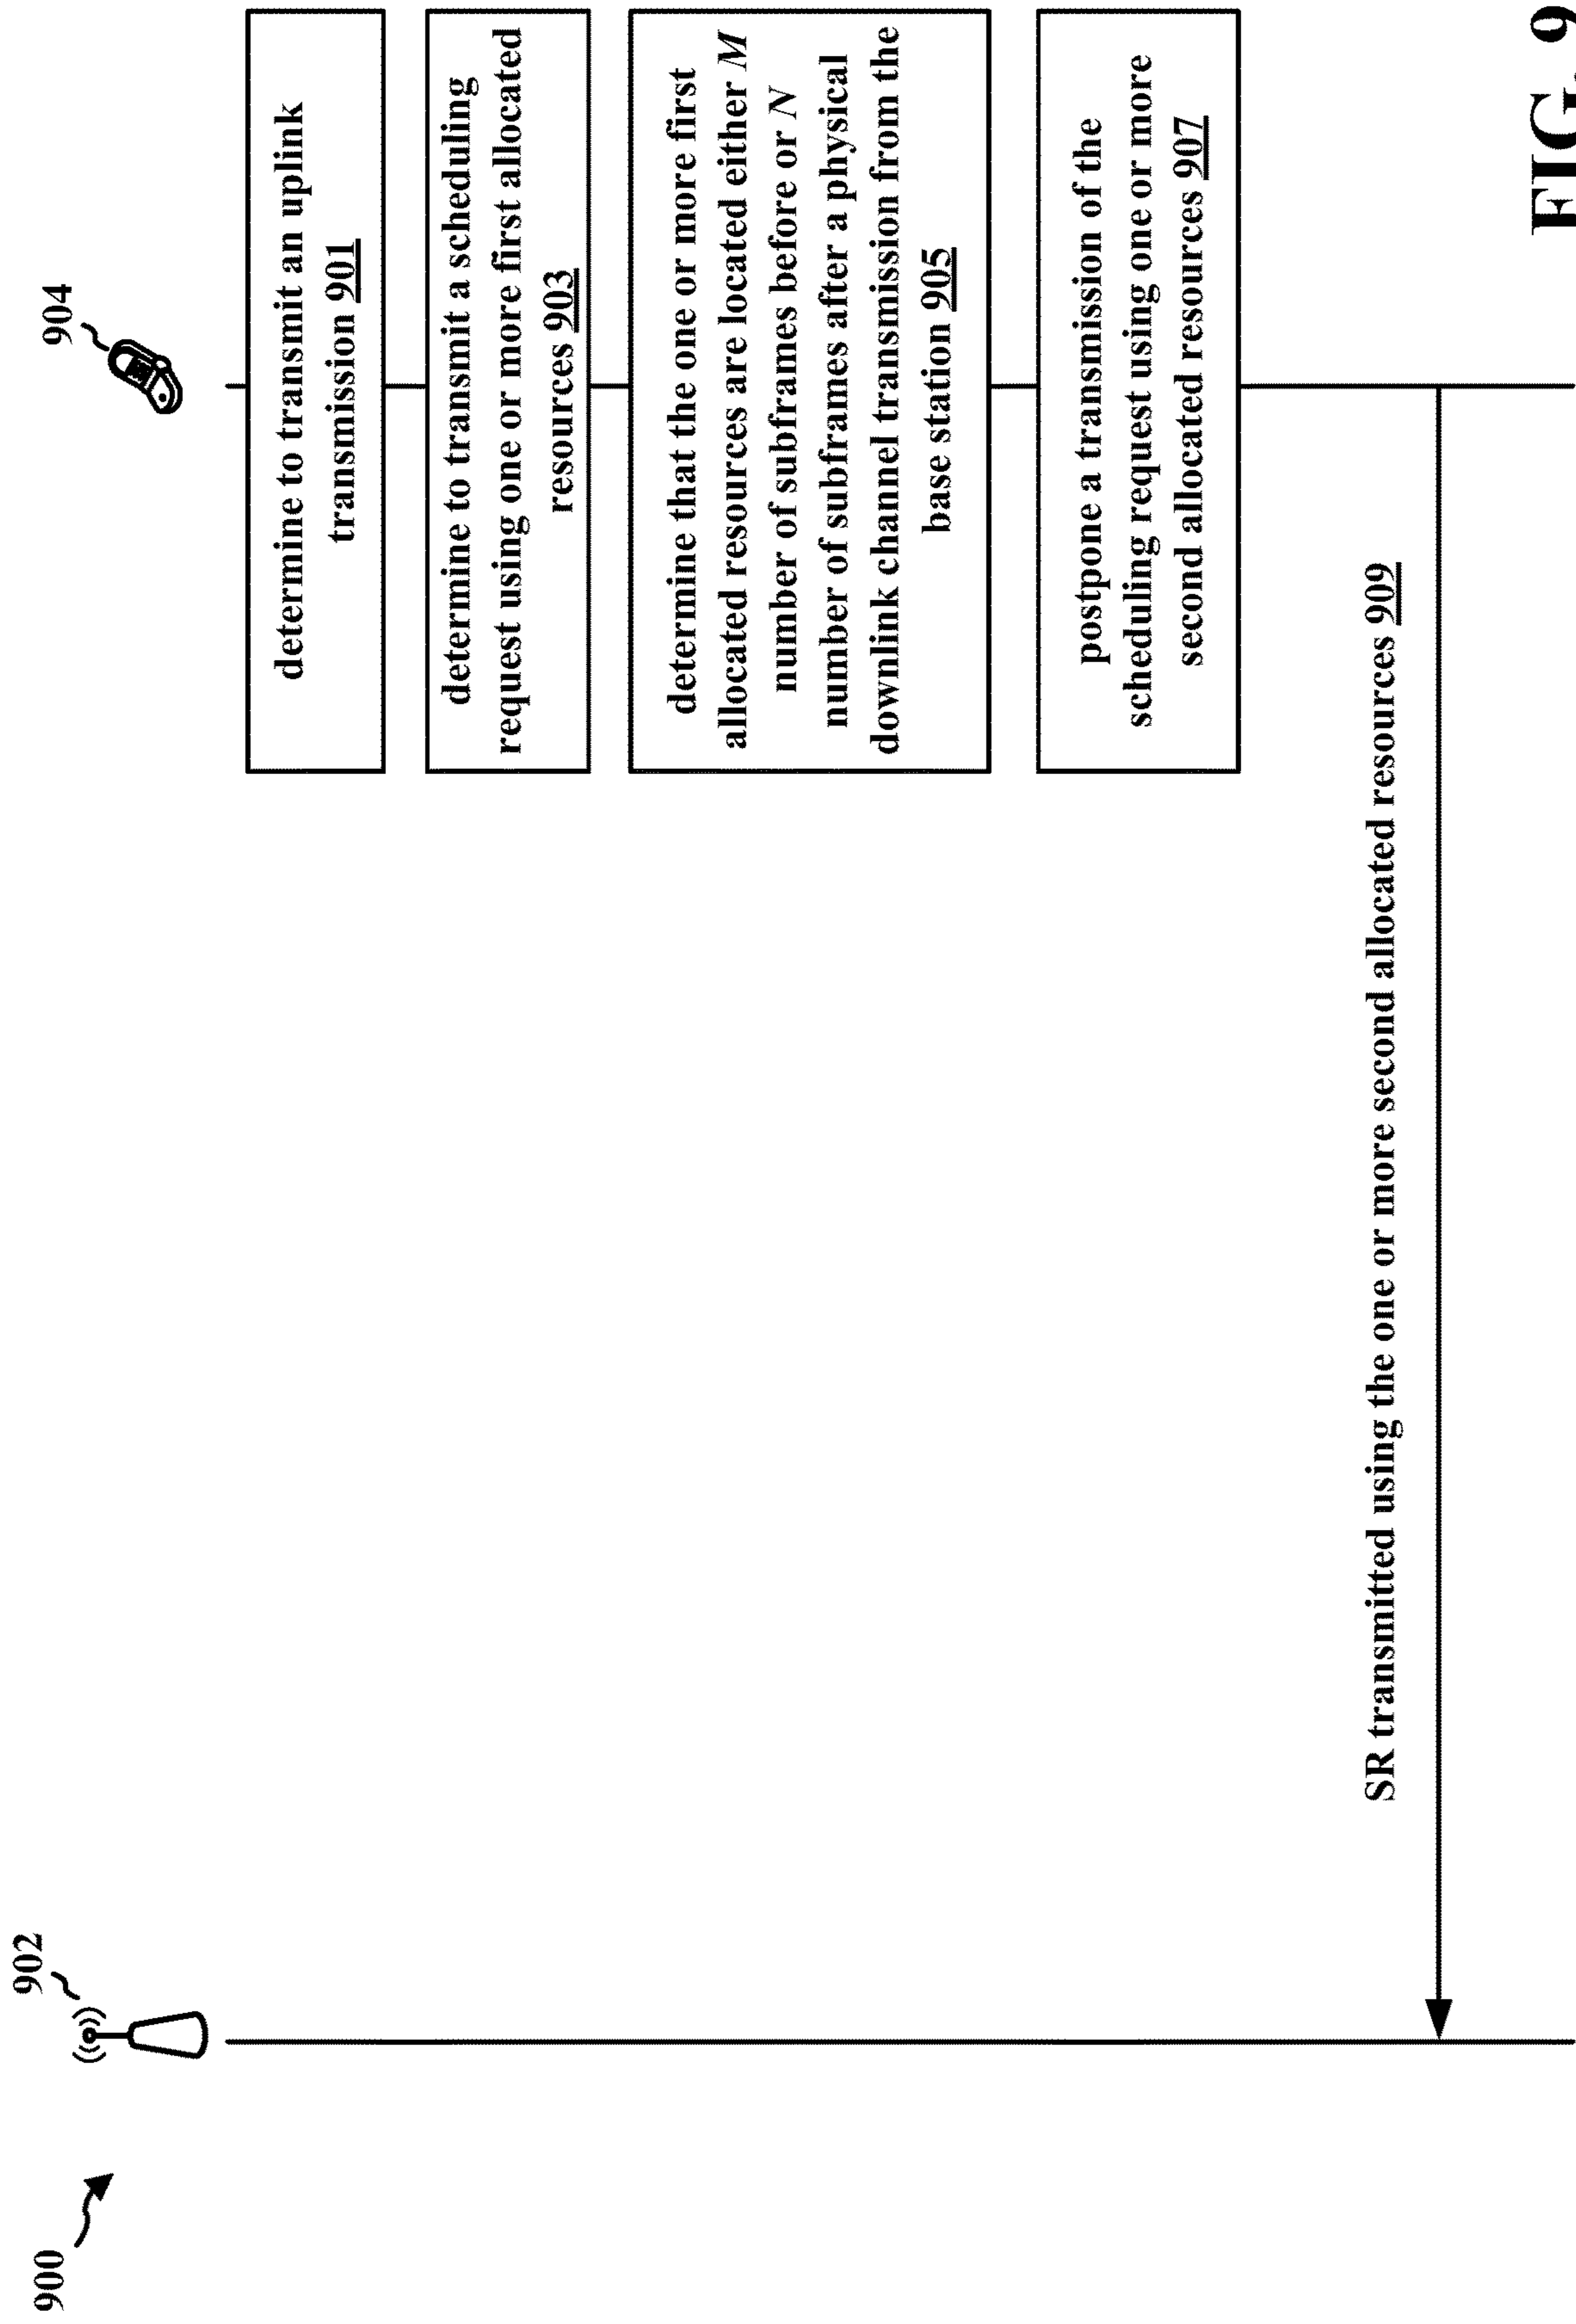 900
902
904
determine to transmit an uplink
transmission 901
determine to transmit a scheduling
request using one or more first allocated
resources 903
determine that the one or more first
allocated resources are located either M
number of subframes before or N
number of subframes after a physical
downlink channel transmission from the
base station 905
postpone a transmission of the
scheduling request using one or more
second allocated resources 907
SR transmitted using the one or more second allocated resources 909
FIG. 9